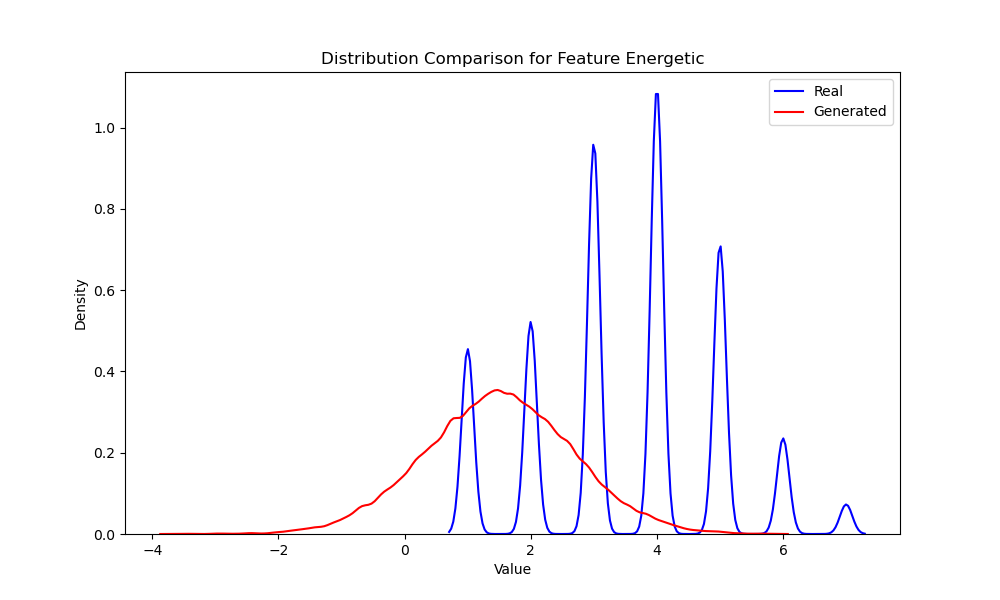 Distribution Comparison for Feature Energetic
Real
Generated
Density
1.0
0.8
0.6
0.4
0.2
0.0
−4
−2
0
2
4
6
Value